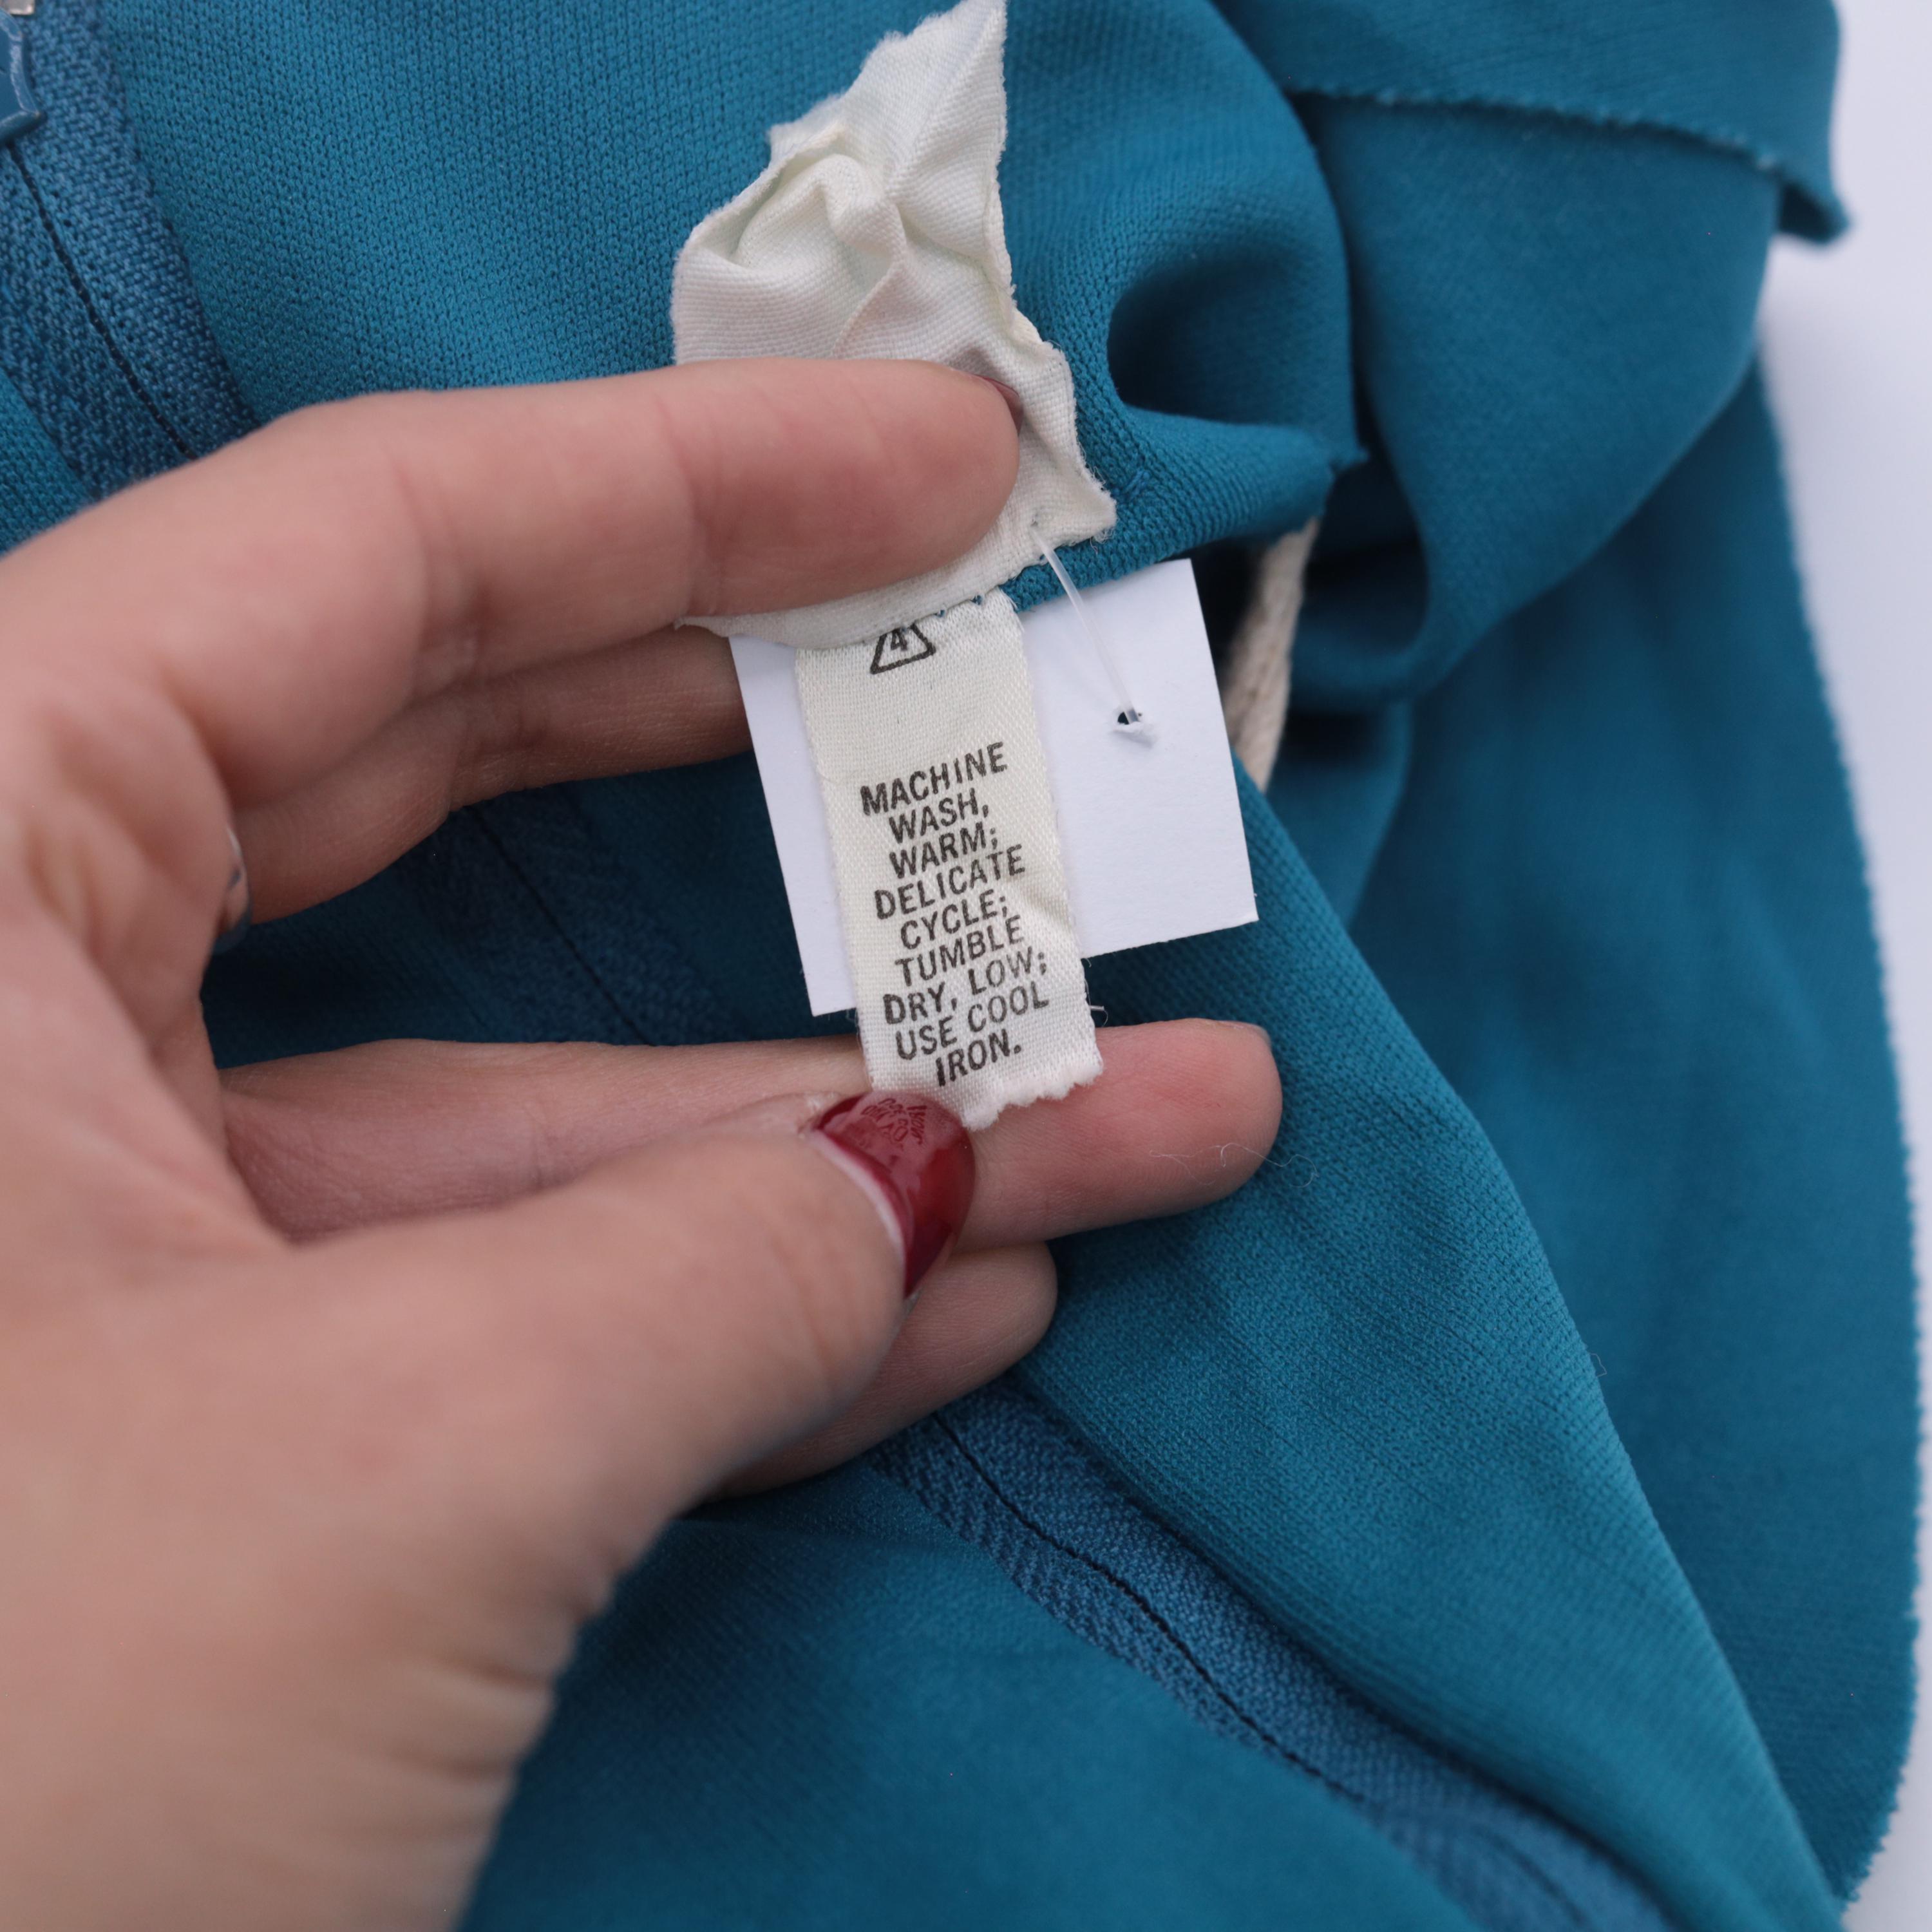 4
MACHINE
WASH,
WARM;
DELICATE
CYCLE;
TUMBLE
DRY, LOW;
USE COOL
IRON.